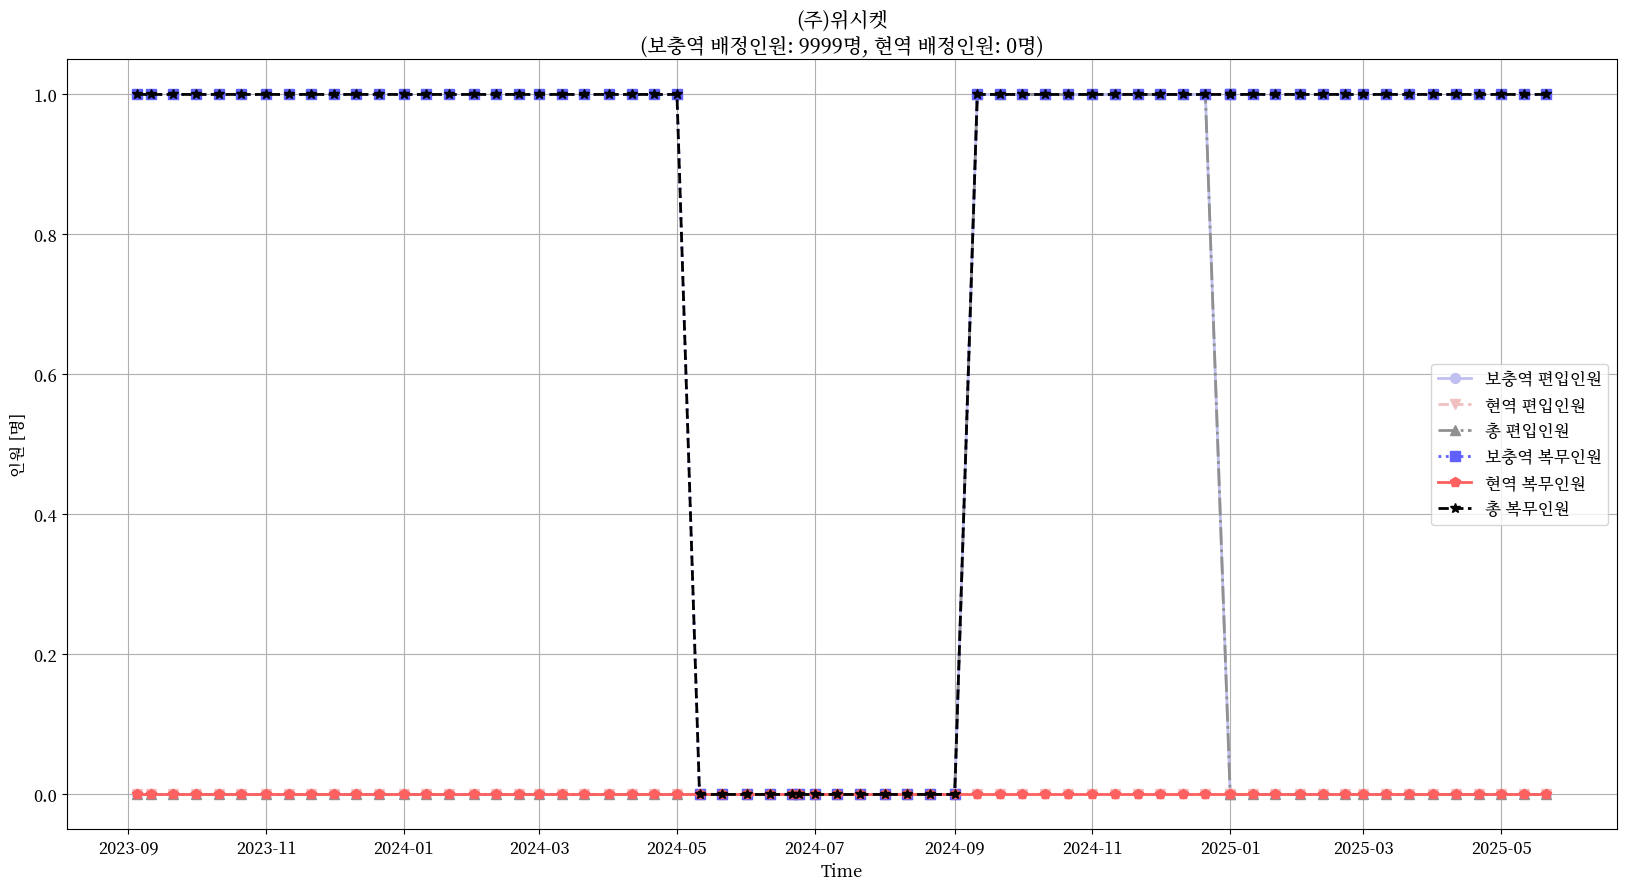 (주)위시켓
(보충역 배정인원: 9999명, 현역 배정인원: 0명)
인원 [명]
1.0
0.8
0.6
0.4
0.2
0.0
보충역 편입인원
현역 편입인원
총 편입인원
보충역 복무인원
현역 복무인원
총 복무인원
2023-09 2023-11 2024-01 2024-03 2024-05 2024-07 2024-09 2024-11 2025-01 2025-03 2025-05
Time